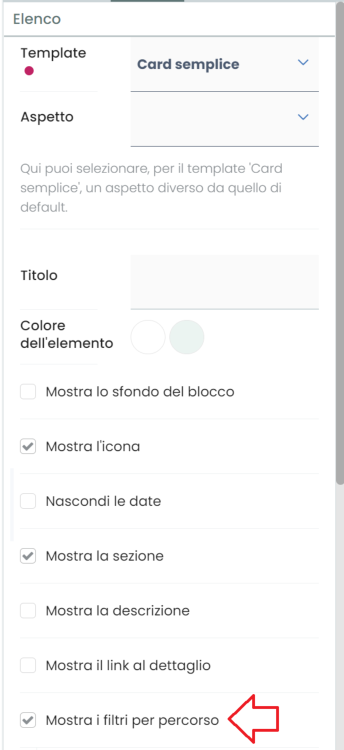 Elenco
Template
Card semplice
Aspetto
Qui puoi selezionare, per il template 'Card
semplice', un aspetto diverso da quello di
default.
Titolo
Colore
dell'elemento
Mostra lo sfondo del blocco
Mostra l'icona
Nascondi le date
Mostra la sezione
Mostra la descrizione
Mostra il link al dettaglio
Mostra i filtri per percorso